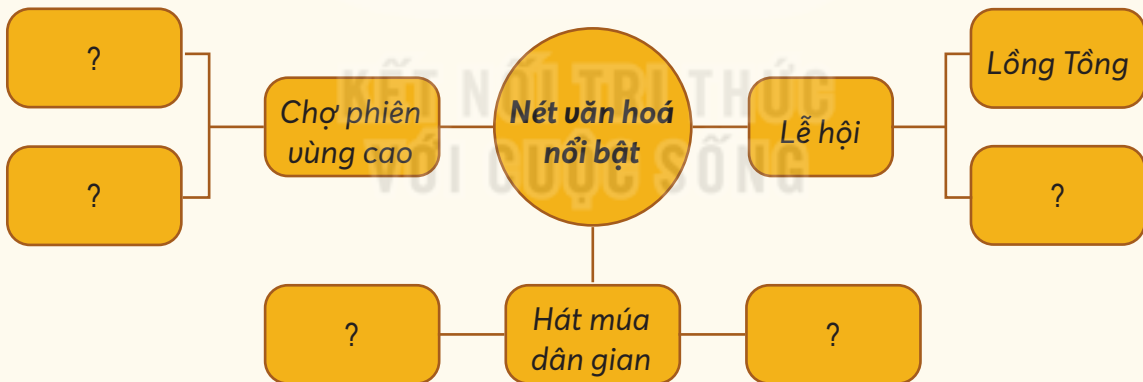 ?
?
Chợ phiên
vùng cao
Nét văn hoá
nổi bật
Lễ hội
Lồng Tồng
?
?
Hát múa
dân gian
?
KẾT NỐI TRI THỨC
VỚI CUỘC SỐNG